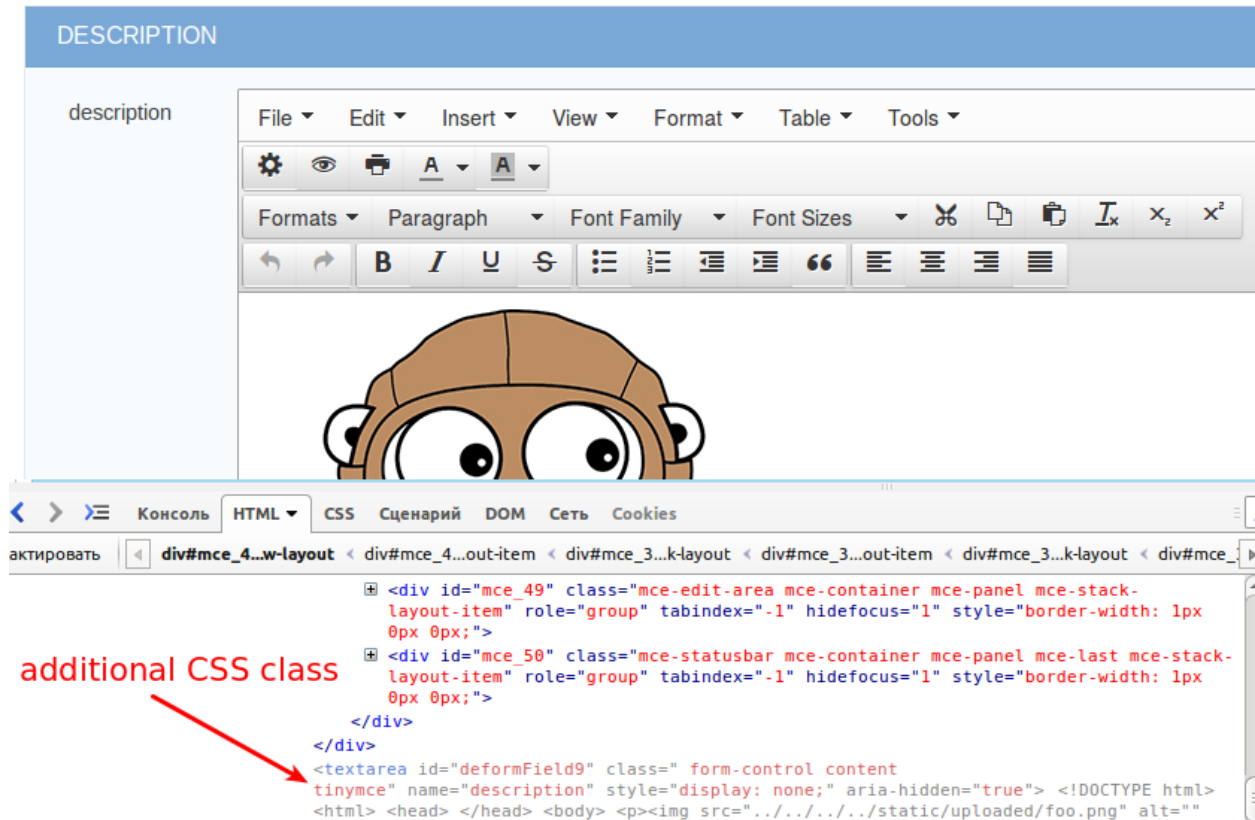 DESCRIPTION
description
File Edit Insert View Format Table Tools
A A
Formats Paragraph Font Family Font Sizes Tx x₂ x²
B I U S
Консоль HTML CSS Сценарий DOM Сеть Cookies
актировать div#mce_4...w-layout < div#mce_4...out-item < div#mce_3...k-layout < div#mce_3...out-item < div#mce_3...k-layout < div#mce_
<div id="mce_49" class="mce-edit-area mce-container mce-panel mce-stack-
layout-item" role="group" tabindex="-1" hidefocus="1" style="border-width: 1px
0px 0px;">
<div id="mce_50" class="mce-statusbar mce-container mce-panel mce-last mce-stack-
additional CSS class
layout-item" role="group" tabindex="-1" hidefocus="1" style="border-width: 1px
0px 0px;">
</div>
</div>
<textarea id="deformField9" class=" form-control content
tinymce" name="description" style="display: none;" aria-hidden="true"> <!DOCTYPE html>
<html> <head> </head> <body> <p><img src="../../../../static/uploaded/foo.png" alt=""